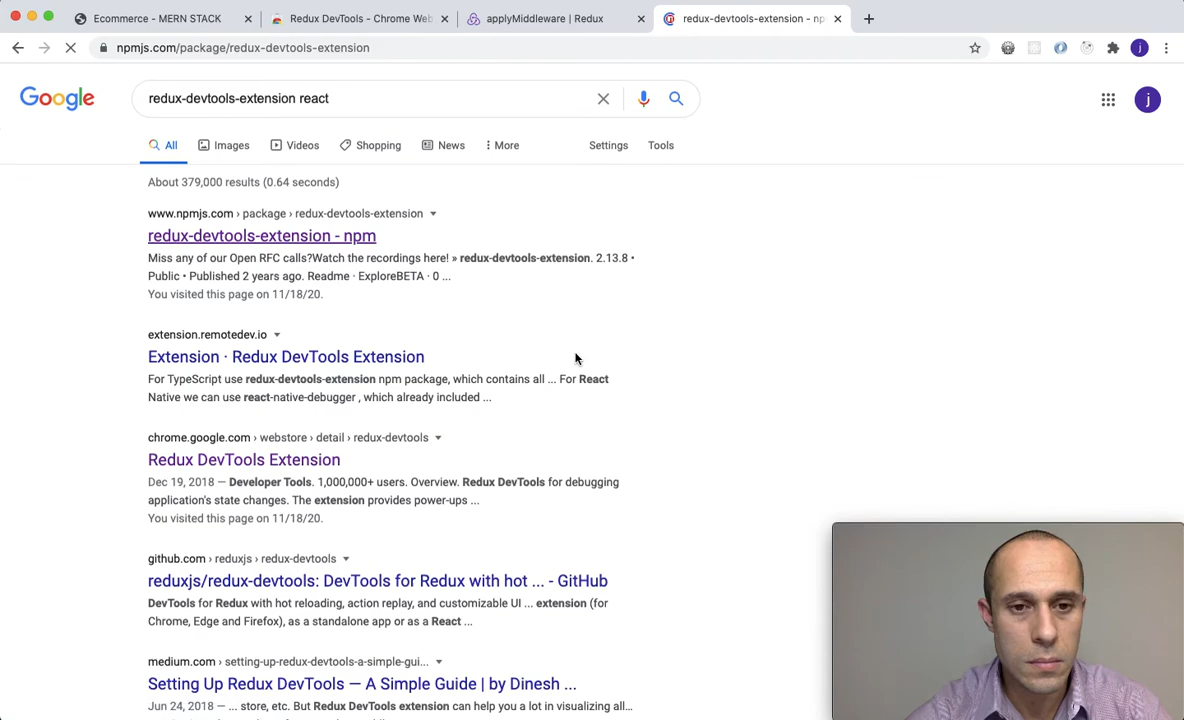 Ecommerce - MERN STACK
Redux DevTools - Chrome Web
applyMiddleware | Redux
redux-devtools-extension - np
npmjs.com/package/redux-devtools-extension
j
Google
redux-devtools-extension react
j
All
Images
Videos
Shopping
News
More
Settings
Tools
About 379,000 results (0.64 seconds)
www.npmjs.com › package › redux-devtools-extension
redux-devtools-extension - npm
Miss any of our Open RFC calls?Watch the recordings here! » redux-devtools-extension. 2.13.8 •
Public • Published 2 years ago. Readme · ExploreBETA · 0 ...
You visited this page on 11/18/20.
extension.remotedev.io
Extension · Redux DevTools Extension
For TypeScript use redux-devtools-extension npm package, which contains all ... For React
Native we can use react-native-debugger , which already included ...
chrome.google.com › webstore › detail › redux-devtools
Redux DevTools Extension
Dec 19, 2018 — Developer Tools. 1,000,000+ users. Overview. Redux DevTools for debugging
application's state changes. The extension provides power-ups ...
You visited this page on 11/18/20.
github.com › reduxjs › redux-devtools
reduxjs/redux-devtools: DevTools for Redux with hot ... - GitHub
DevTools for Redux with hot reloading, action replay, and customizable UI ... extension (for
Chrome, Edge and Firefox), as a standalone app or as a React ...
medium.com › setting-up-redux-devtools-a-simple-gui...
Setting Up Redux DevTools — A Simple Guide | by Dinesh ...
Jun 24, 2018 — ... store, etc. But Redux DevTools extension can help you a lot in visualizing all...